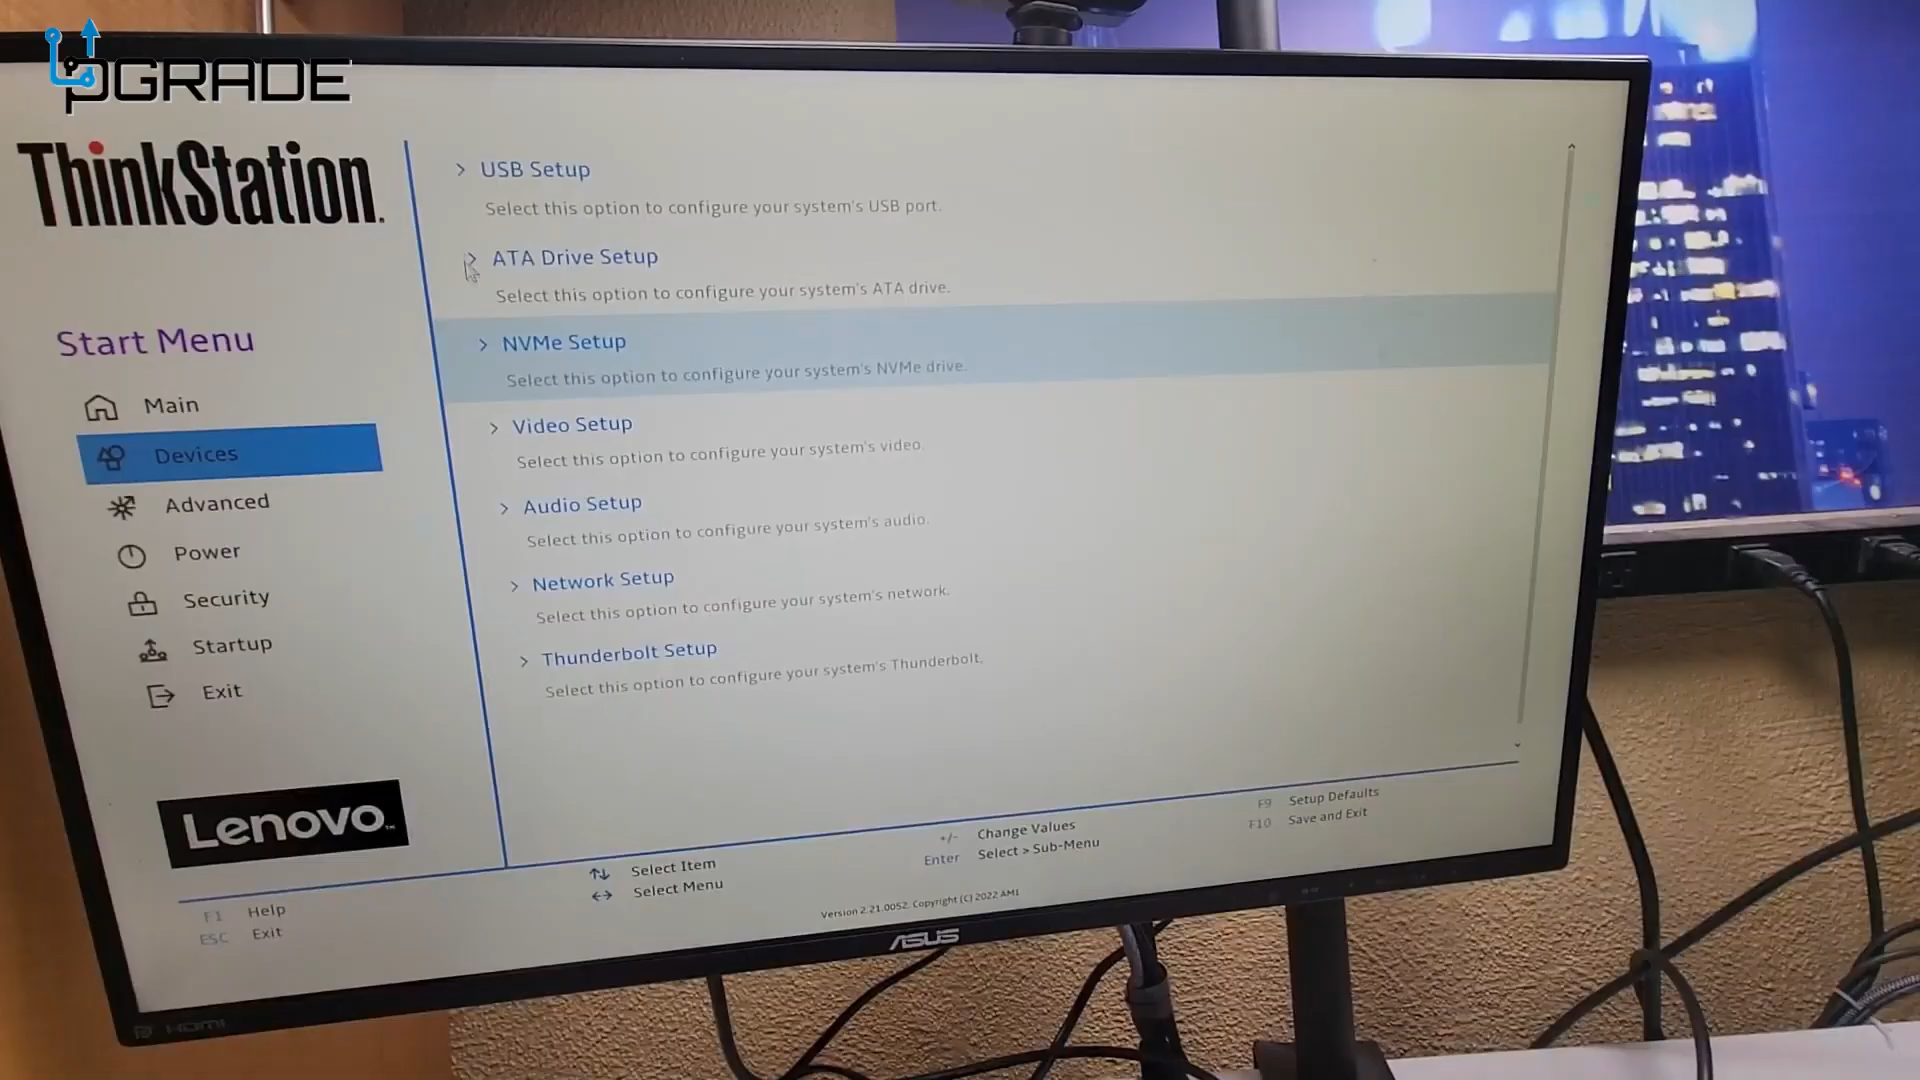 UPGRADE
ThinkStation.
Start Menu
Main
Devices
Advanced
Power
Security
Startup
Exit
Lenovo™
F1 Help
ESC Exit
> USB Setup
Select this option to configure your system's USB port.
> ATA Drive Setup
Select this option to configure your system's ATA drive.
> NVMe Setup
Select this option to configure your system's NVMe drive.
> Video Setup
Select this option to configure your system's video.
> Audio Setup
Select this option to configure your system's audio.
> Network Setup
Select this option to configure your system's network.
> Thunderbolt Setup
Select this option to configure your system's Thunderbolt.
↑↓ Select Item
↔ Select Menu
+/- Change Values
Enter Select > Sub-Menu
F9 Setup Defaults
F10 Save and Exit
Version 2.21.0052. Copyright (C) 2022 AMI
ASUS
HDMI